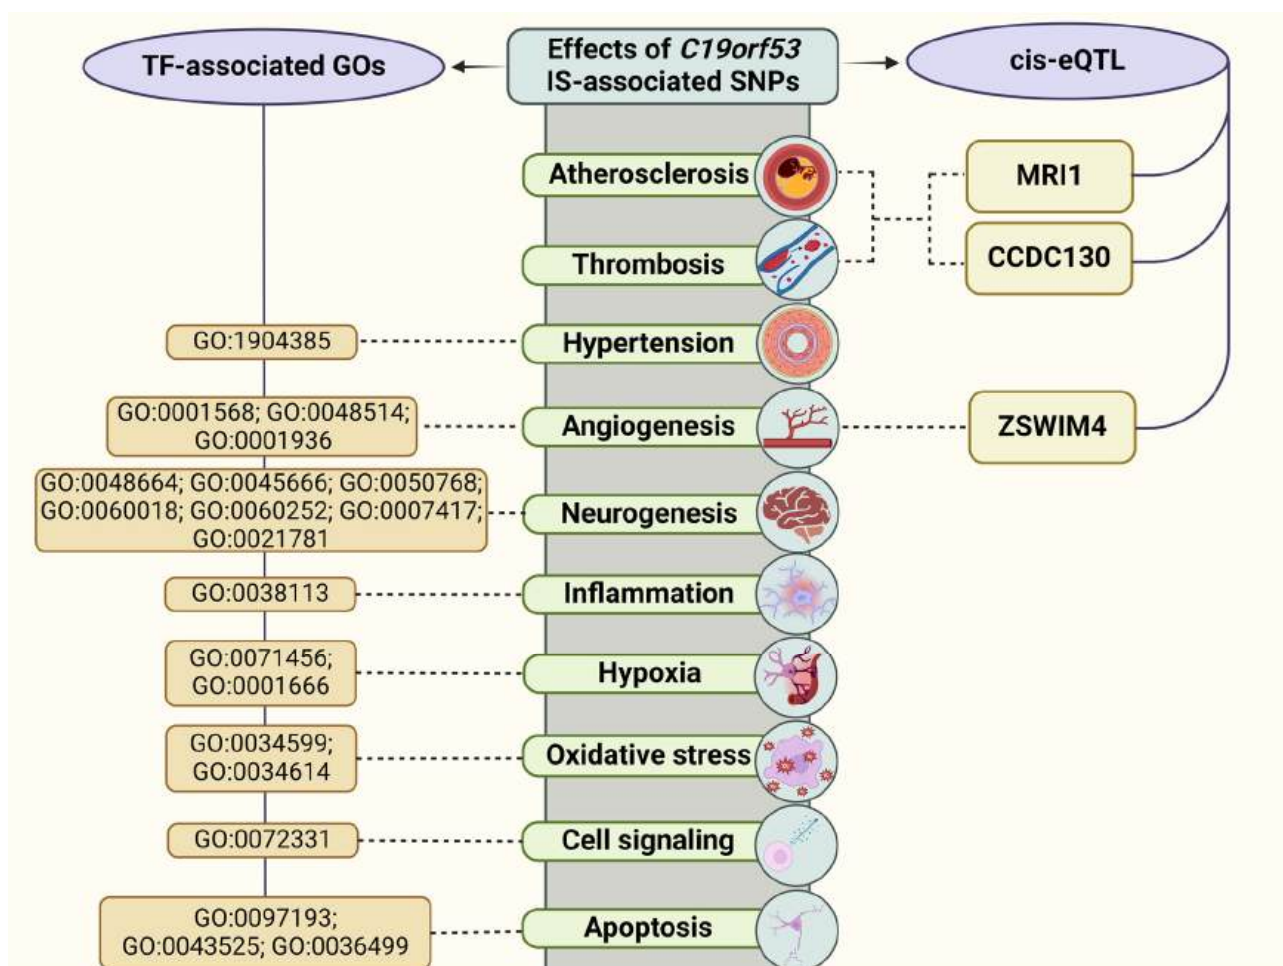 TF-associated GOs
Effects of C19orf53
IS-associated SNPs
cis-eQTL
Atherosclerosis
MRI1
Thrombosis
CCDC130
GO:1904385
Hypertension
GO:0001568; GO:0048514;
GO:0001936
Angiogenesis
ZSWIM4
GO:0048664; GO:0045666; GO:0050768;
GO:0060018; GO:0060252; GO:0007417;
GO:0021781
Neurogenesis
GO:0038113
Inflammation
GO:0071456;
GO:0001666
Hypoxia
GO:0034599;
GO:0034614
Oxidative stress
GO:0072331
Cell signaling
GO:0097193;
GO:0043525; GO:0036499
Apoptosis